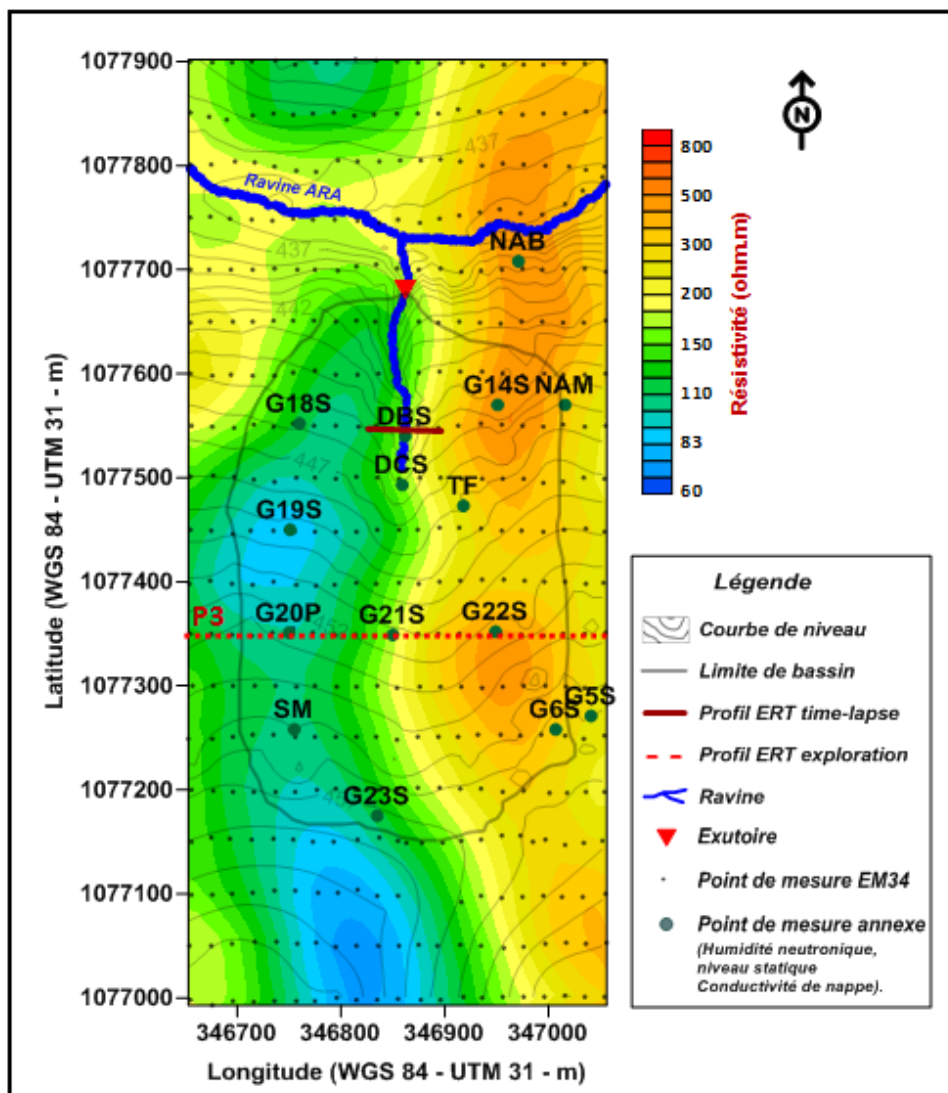 1077900
1077800
1077700
1077600
1077500
1077400
1077300
1077200
1077100
1077000
Latitude (WGS 84 - UTM 31 - m)
346700
346800
346900
347000
Longitude (WGS 84 - UTM 31 - m)
437
Ravine ARA
NAB
437
442
G14S
NAM
G18S
DBS
447
DCS
TF
G19S
P3
G20P
452
G21S
G22S
SM
G6S
G5S
G23S
N
800
500
300
200
150
110
83
60
Résistivité (ohm.m)
Légende
Courbe de niveau
Limite de bassin
Profil ERT time-lapse
Profil ERT exploration
Ravine
Exutoire
Point de mesure EM34
Point de mesure annexe
(Humidité neutronique,
niveau statique
Conductivité de nappe).